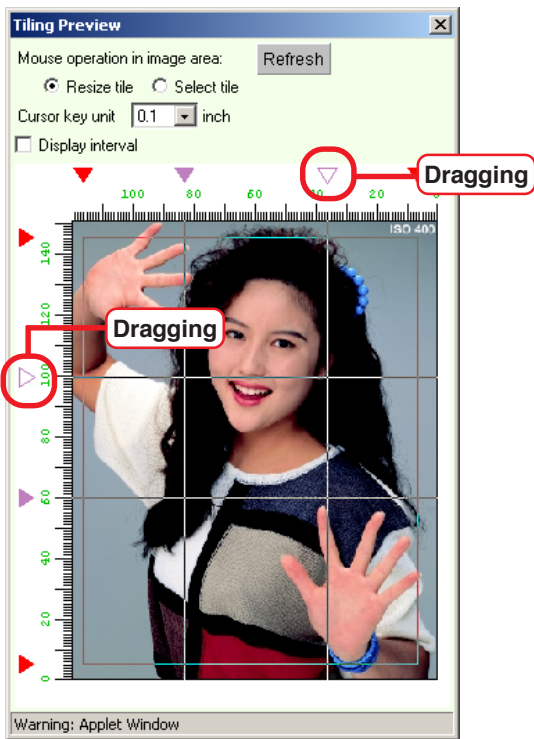 Tiling Preview
Mouse operation in image area: Refresh
Resize tile Select tile
Cursor key unit 0.1 inch
Display interval
Dragging
100 80 60 40 20 0
ISO 400
140
120
Dragging
100
80
60
40
20
0
Warning: Applet Window